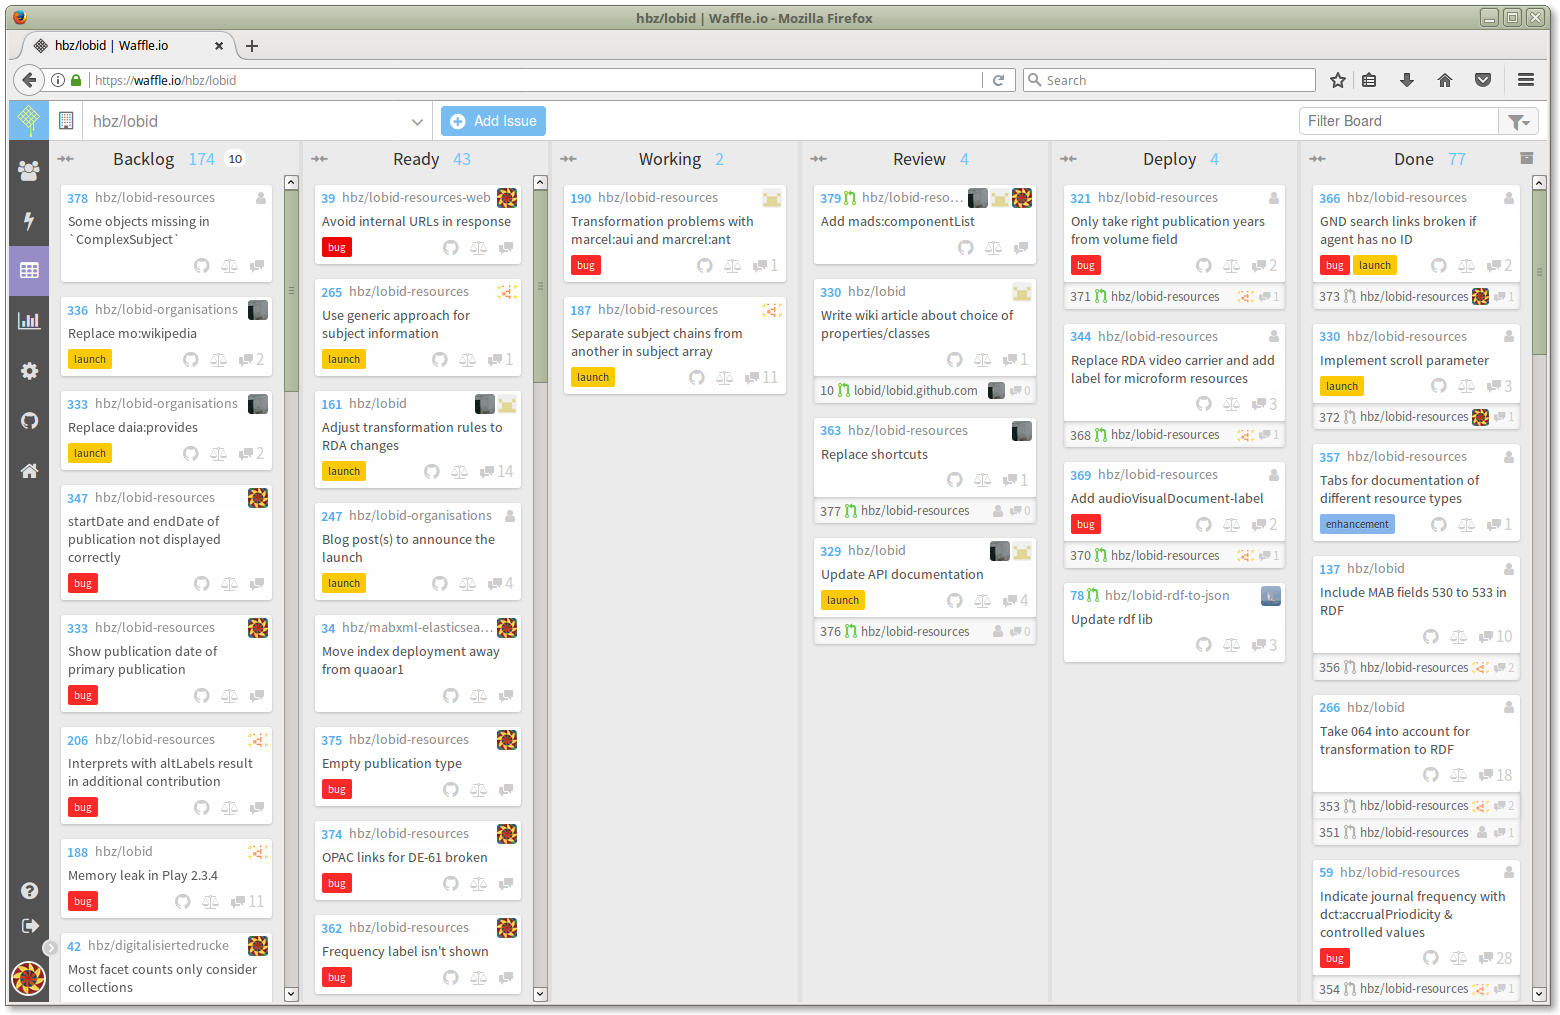 hbz/lobid | Waffle.io - Mozilla Firefox
hbz/lobid | Waffle.io
https://waffle.io/hbz/lobid
Search
hbz/lobid
Add Issue
Filter Board
Backlog 174 10
378 hbz/lobid-resources
Some objects missing in
`ComplexSubject`
336 hbz/lobid-organisations
Replace mo:wikipedia
launch
2
333 hbz/lobid-organisations
Replace daia:provides
launch
2
347 hbz/lobid-resources
startDate and endDate of
publication not displayed
correctly
bug
333 hbz/lobid-resources
Show publication date of
primary publication
bug
206 hbz/lobid-resources
Interprets with altLabels result
in additional contribution
bug
188 hbz/lobid
Memory leak in Play 2.3.4
bug
11
42 hbz/digitalisiertedrucke
Most facet counts only consider
collections
Ready 43
39 hbz/lobid-resources-web
Avoid internal URLs in response
bug
265 hbz/lobid-resources
Use generic approach for
subject information
launch
1
161 hbz/lobid
Adjust transformation rules to
RDA changes
launch
14
247 hbz/lobid-organisations
Blog post(s) to announce the
launch
launch
4
34 hbz/mabxml-elasticsea...
Move index deployment away
from quaoar1
375 hbz/lobid-resources
Empty publication type
bug
374 hbz/lobid-resources
OPAC links for DE-61 broken
bug
362 hbz/lobid-resources
Frequency label isn't shown
bug
Working 2
190 hbz/lobid-resources
Transformation problems with
marcel:aui and marcrel:ant
bug
1
187 hbz/lobid-resources
Separate subject chains from
another in subject array
launch
11
Review 4
379 hbz/lobid-reso...
Add mads:componentList
330 hbz/lobid
Write wiki article about choice of
properties/classes
1
10 lobid/lobid.github.com 0
363 hbz/lobid-resources
Replace shortcuts
1
377 hbz/lobid-resources 0
329 hbz/lobid
Update API documentation
launch
4
376 hbz/lobid-resources 0
Deploy 4
321 hbz/lobid-resources
Only take right publication years
from volume field
bug
2
371 hbz/lobid-resources 1
344 hbz/lobid-resources
Replace RDA video carrier and add
label for microform resources
3
368 hbz/lobid-resources 1
369 hbz/lobid-resources
Add audioVisualDocument-label
bug
2
370 hbz/lobid-resources 1
78 hbz/lobid-rdf-to-json
Update rdf lib
3
Done 77
366 hbz/lobid-resources
GND search links broken if
agent has no ID
bug launch
2
373 hbz/lobid-resources 1
330 hbz/lobid-resources
Implement scroll parameter
launch
3
372 hbz/lobid-resources 1
357 hbz/lobid-resources
Tabs for documentation of
different resource types
enhancement
1
137 hbz/lobid
Include MAB fields 530 to 533 in
RDF
10
356 hbz/lobid-resources 2
266 hbz/lobid
Take 064 into account for
transformation to RDF
18
353 hbz/lobid-resources 2
351 hbz/lobid-resources 1
59 hbz/lobid-resources
Indicate journal frequency with
dct:accrualPriodicity &
controlled values
bug
28
354 hbz/lobid-resources 1